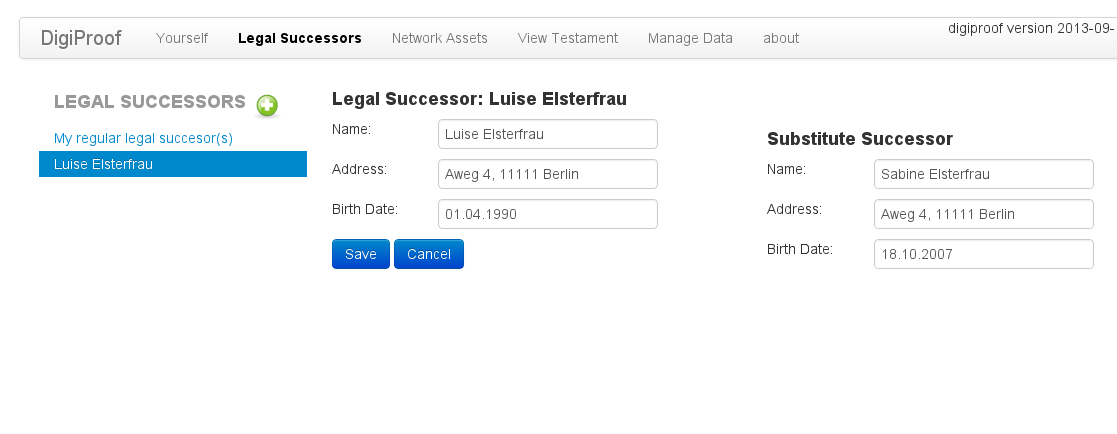 DigiProof Yourself Legal Successors Network Assets View Testament Manage Data about digiproof version 2013-09-
LEGAL SUCCESSORS
My regular legal succesor(s)
Luise Elsterfrau
Legal Successor: Luise Elsterfrau
Name: Luise Elsterfrau
Address: Aweg 4, 11111 Berlin
Birth Date: 01.04.1990
Save Cancel
Substitute Successor
Name: Sabine Elsterfrau
Address: Aweg 4, 11111 Berlin
Birth Date: 18.10.2007